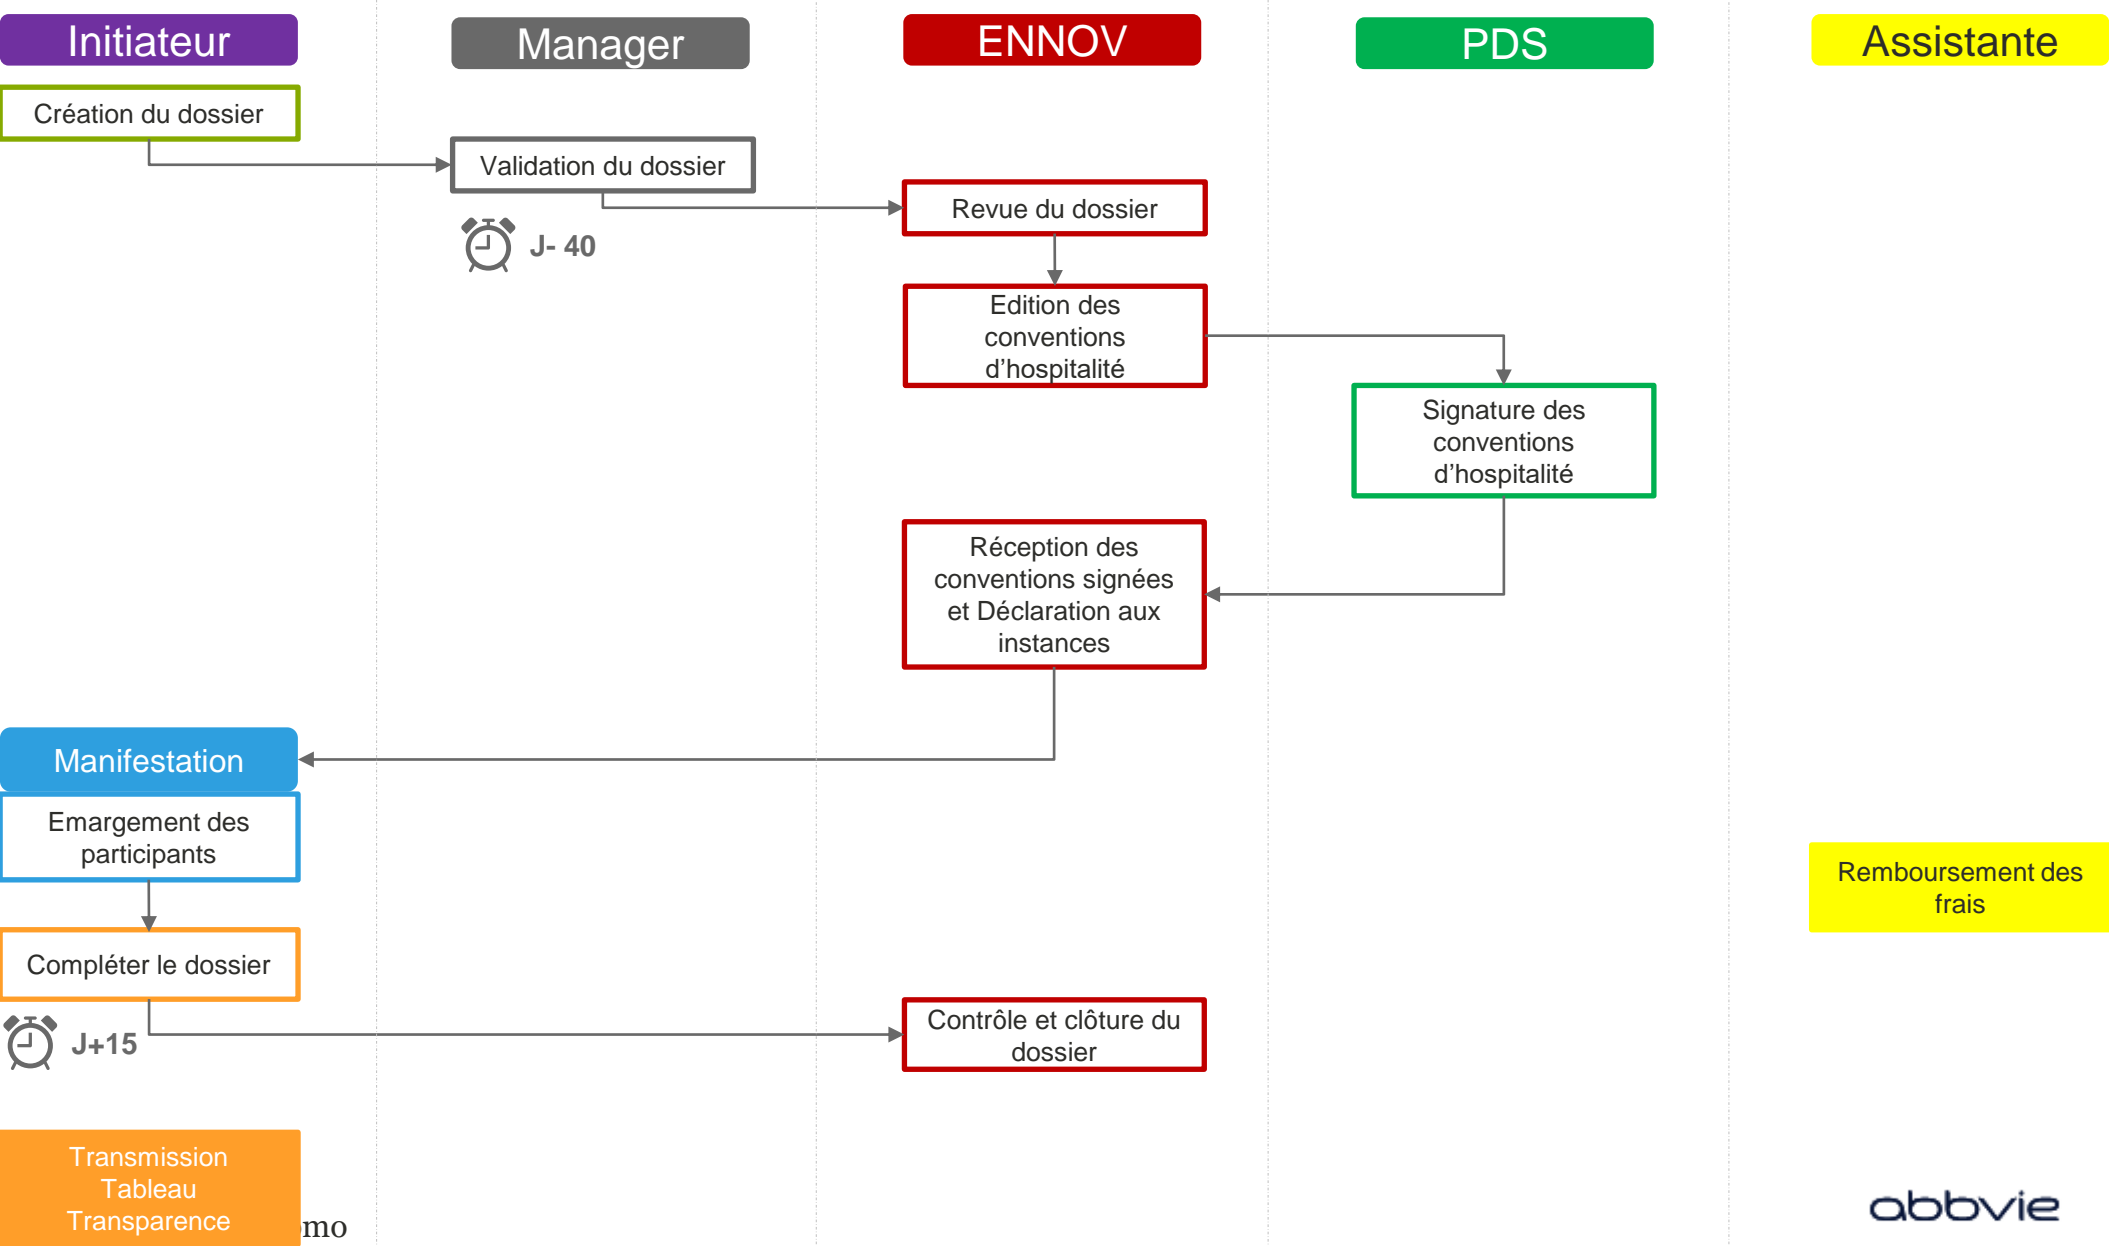 Initiateur
Manager
ENNOV
PDS
Assistante
Création du dossier
Validation du dossier
J- 40
Revue du dossier
Edition des
conventions
d’hospitalité
Signature des
conventions
d’hospitalité
Réception des
conventions signées
et Déclaration aux
instances
Manifestation
Emargement des
participants
Remboursement des
frais
Compléter le dossier
J+15
Contrôle et clôture du
dossier
Transmission
Tableau
Transparence
abbvie